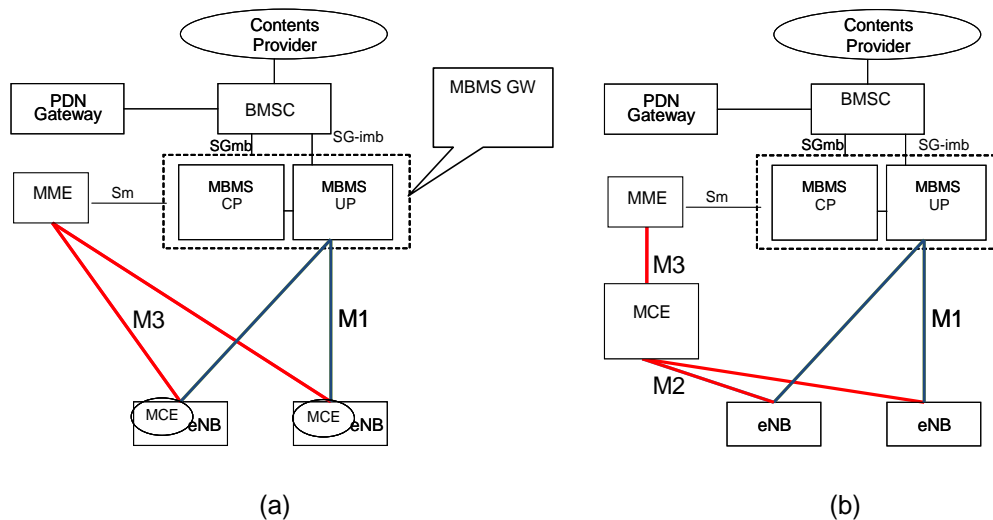 Contents
Provider
PDN
Gateway
BMSC
MBMS GW
SGmb
SG-imb
MME
Sm
MBMS
CP
MBMS
UP
M3
M1
MCE
eNB
MCE
eNB
(a)
Contents
Provider
PDN
Gateway
BMSC
SGmb
SG-imb
MME
Sm
MBMS
CP
MBMS
UP
M3
MCE
M1
M2
eNB
eNB
(b)